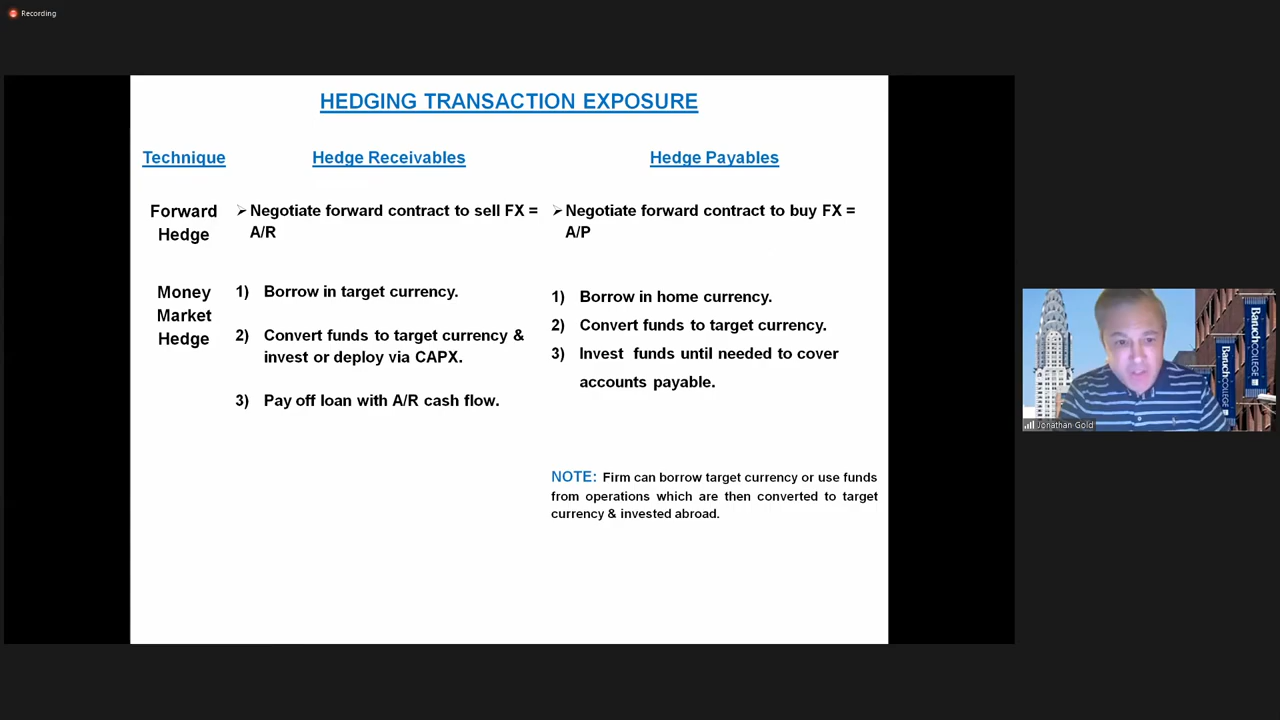 Recording
HEDGING TRANSACTION EXPOSURE
Technique
Hedge Receivables
Hedge Payables
Forward
Hedge
➢ Negotiate forward contract to sell FX =
A/R
➢ Negotiate forward contract to buy FX =
A/P
Money
Market
Hedge
1) Borrow in target currency.
2) Convert funds to target currency &
invest or deploy via CAPX.
3) Pay off loan with A/R cash flow.
1) Borrow in home currency.
2) Convert funds to target currency.
3) Invest funds until needed to cover
accounts payable.
NOTE: Firm can borrow target currency or use funds
from operations which are then converted to target
currency & invested abroad.
Baruch COLLEGE
Baruch COLLEGE
Jonathan Gold